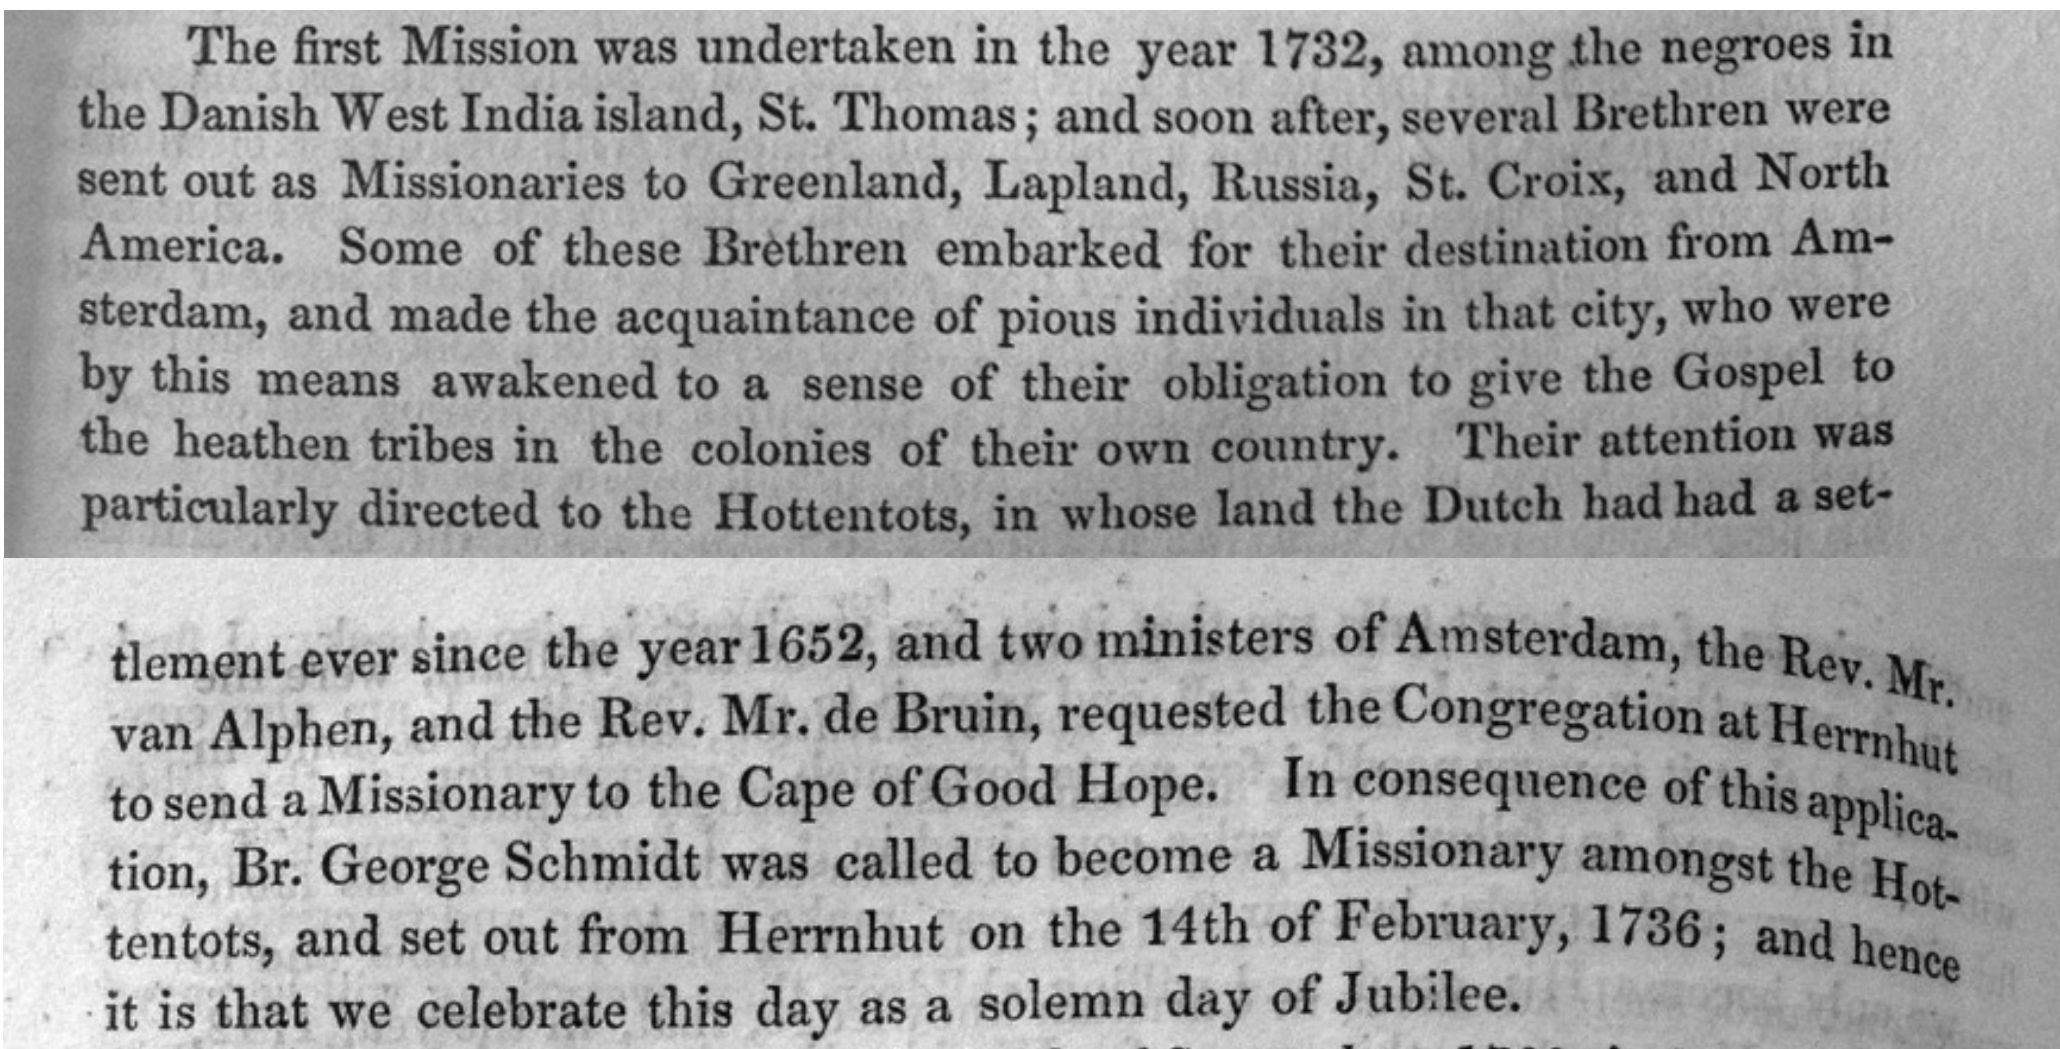 The first Mission was undertaken in the year 1732, among the negroes in
the Danish West India island, St. Thomas; and soon after, several Brethren were
sent out as Missionaries to Greenland, Lapland, Russia, St. Croix, and North
America. Some of these Brethren embarked for their destination from Am-
sterdam, and made the acquaintance of pious individuals in that city, who were
by this means awakened to a sense of their obligation to give the Gospel to
the heathen tribes in the colonies of their own country. Their attention was
particularly directed to the Hottentots, in whose land the Dutch had had a set-
tlement ever since the year 1652, and two ministers of Amsterdam, the Rev. Mr.
van Alphen, and the Rev. Mr. de Bruin, requested the Congregation at Herrnhut
to send a Missionary to the Cape of Good Hope. In consequence of this applica-
tion, Br. George Schmidt was called to become a Missionary amongst the Hot-
tentots, and set out from Herrnhut on the 14th of February, 1736; and hence
it is that we celebrate this day as a solemn day of Jubilee.